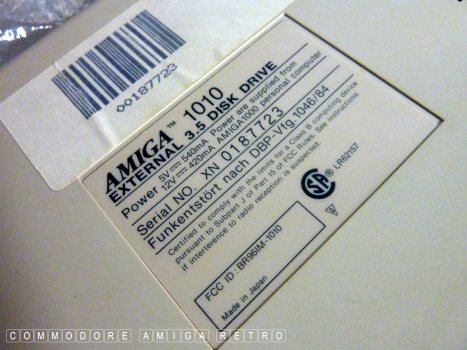 00187723
AMIGA™ 1010
EXTERNAL 3.5 DISK DRIVE
Power 5V 540mA Power are supplied from
12V 420mA AMIGA1000 personal computer
Serial NO. XN 0187723
Funkentstört nach DBP-Vfg.1046/84
Certified to comply with the limits for a Class B computing device
pursuant to Subpart J of Part 15 of FCC Rules. See instructions
if interference to radio reception is suspected.
LR62157
FCC ID: BR96IM-1010
Made in Japan
COMMODORE AMIGA RETRO